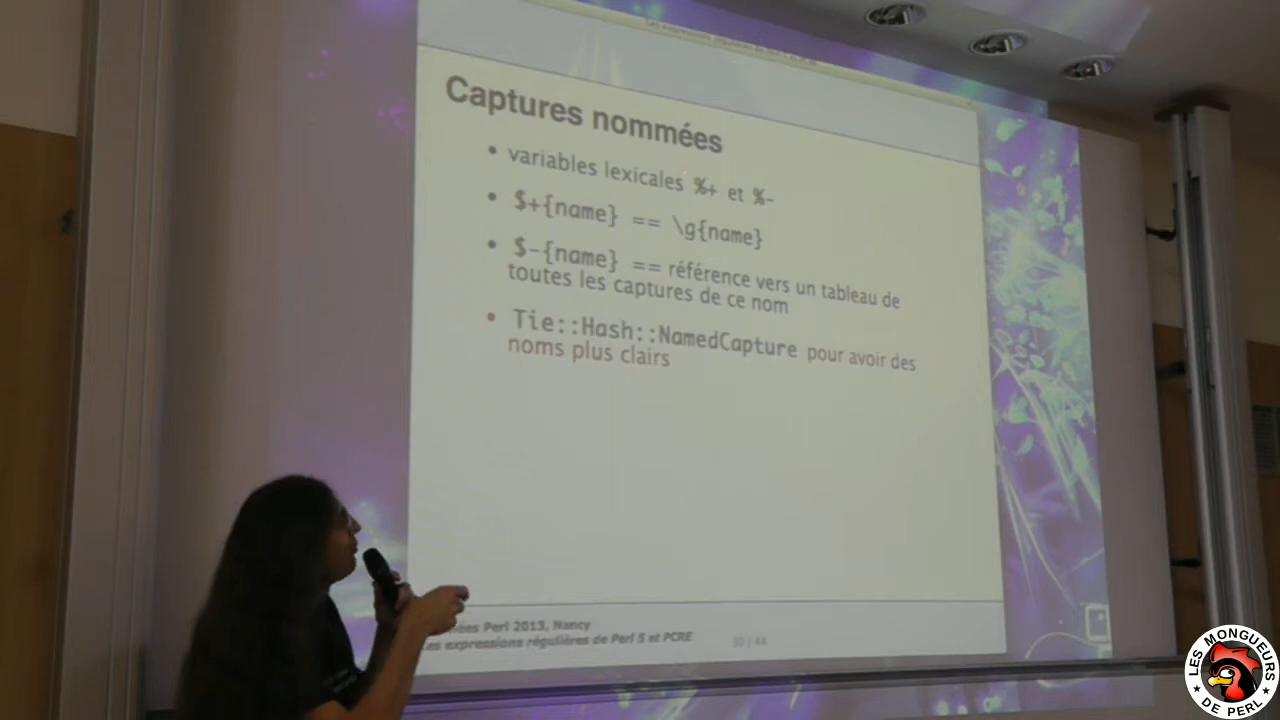 Captures nommées
• variables lexicales %+ et %-
• $+{name} == \g{name}
• $-{name} == référence vers un tableau de
toutes les captures de ce nom
• Tie::Hash::NamedCapture pour avoir des
noms plus clairs
Perl 2013, Nancy
expressions régulières de Perl 5 et PCRE
LES MONGUEURS
DE PERL